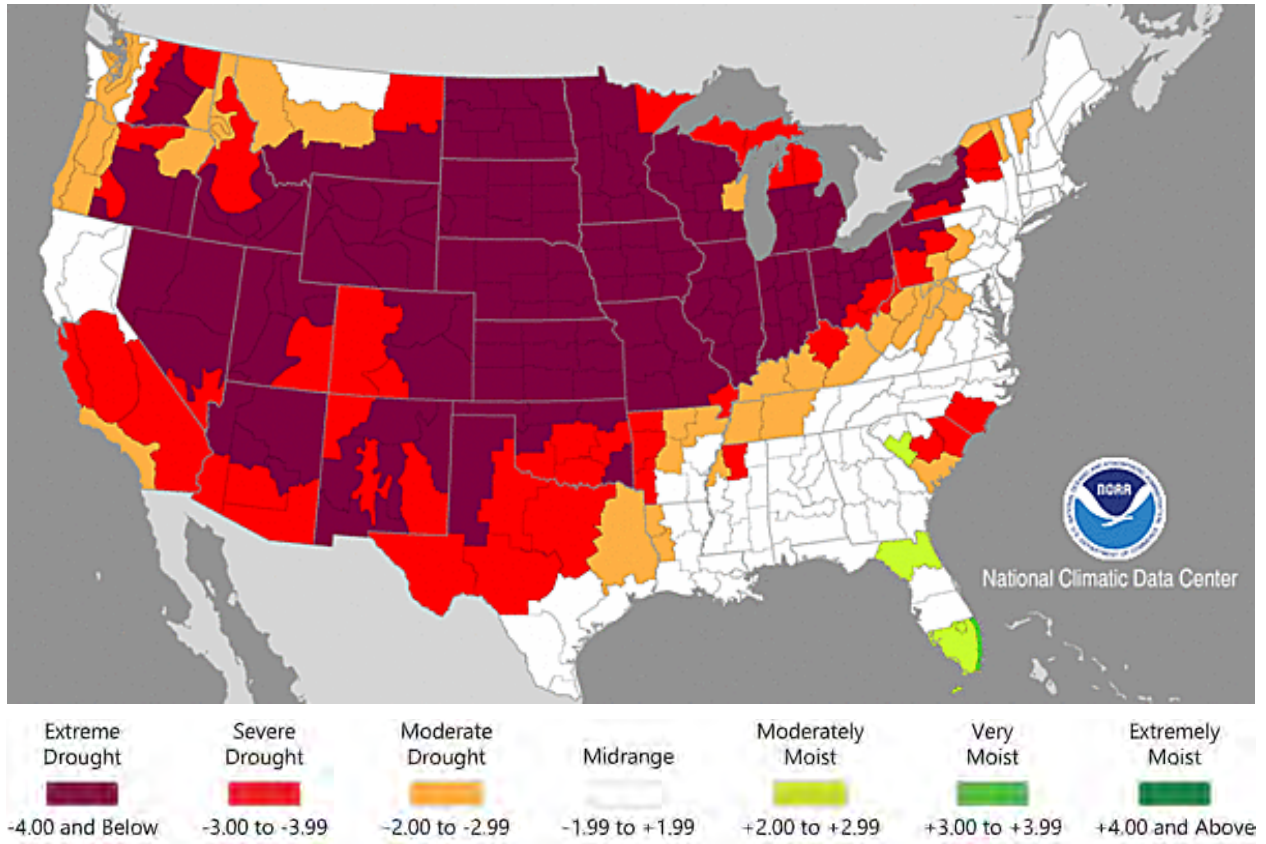 NOAA
National Climatic Data Center
Extreme Drought
Severe Drought
Moderate Drought
Midrange
Moderately Moist
Very Moist
Extremely Moist
-4.00 and Below
-3.00 to -3.99
-2.00 to -2.99
-1.99 to +1.99
+2.00 to +2.99
+3.00 to +3.99
+4.00 and Above